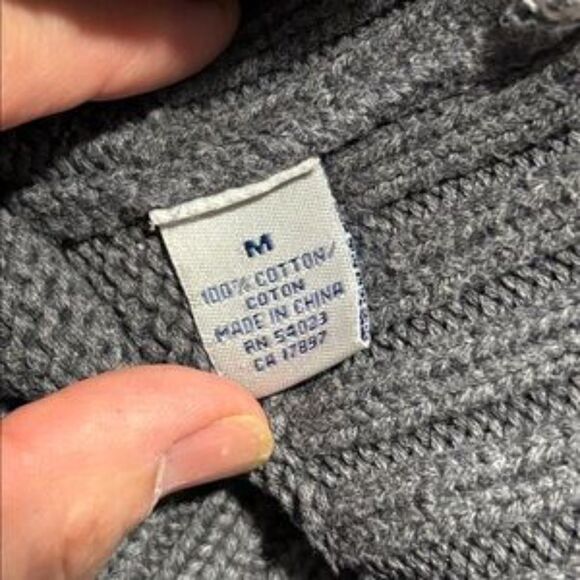 M
100% COTTON/
COTON
MADE IN CHINA
RN 54023
CA 17897